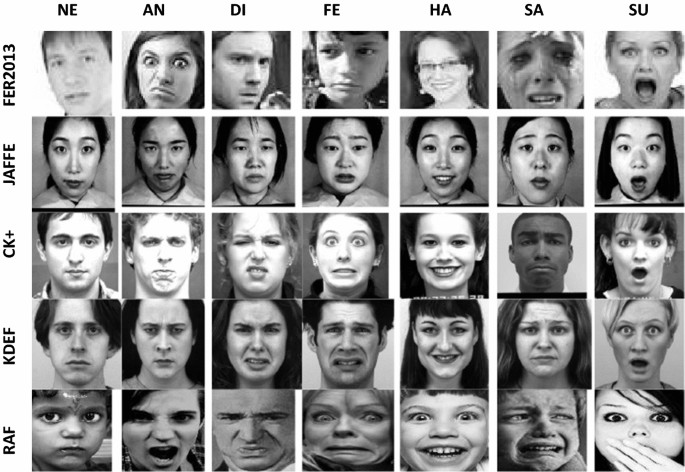 NE AN DI FE HA SA SU
FER2013
JAFFE
CK+
KDEF
RAF